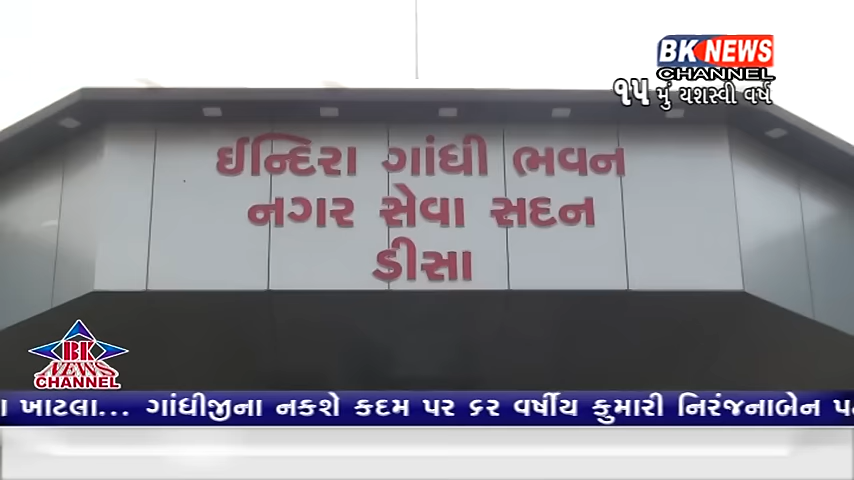 BK NEWS
CHANNEL
૧૫ મું યશસ્વી વર્ષ
ઈન્દિરા ગાંધી ભવન
નગર સેવા સદન
ડીસા
BK
NEWS
CHANNEL
ખાટલા... ગાંધીજીના નકશે કદમ પર ૬૨ વર્ષીય કુમારી નિરંજનાબેન